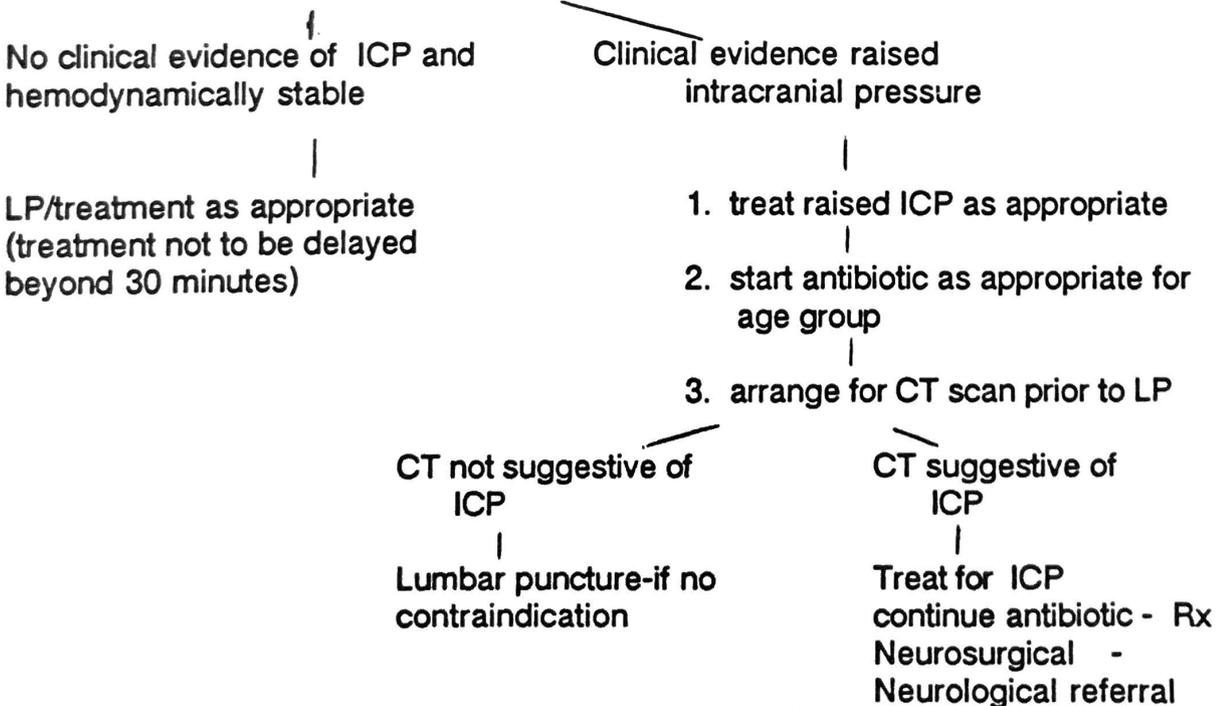 No clinical evidence of ICP and
hemodynamically stable
LP/treatment as appropriate
(treatment not to be delayed
beyond 30 minutes)
Clinical evidence raised
intracranial pressure
1. treat raised ICP as appropriate
2. start antibiotic as appropriate for
age group
3. arrange for CT scan prior to LP
CT not suggestive of
ICP
Lumbar puncture-if no
contraindication
CT suggestive of
ICP
Treat for ICP
continue antibiotic - Rx
Neurosurgical -
Neurological referral